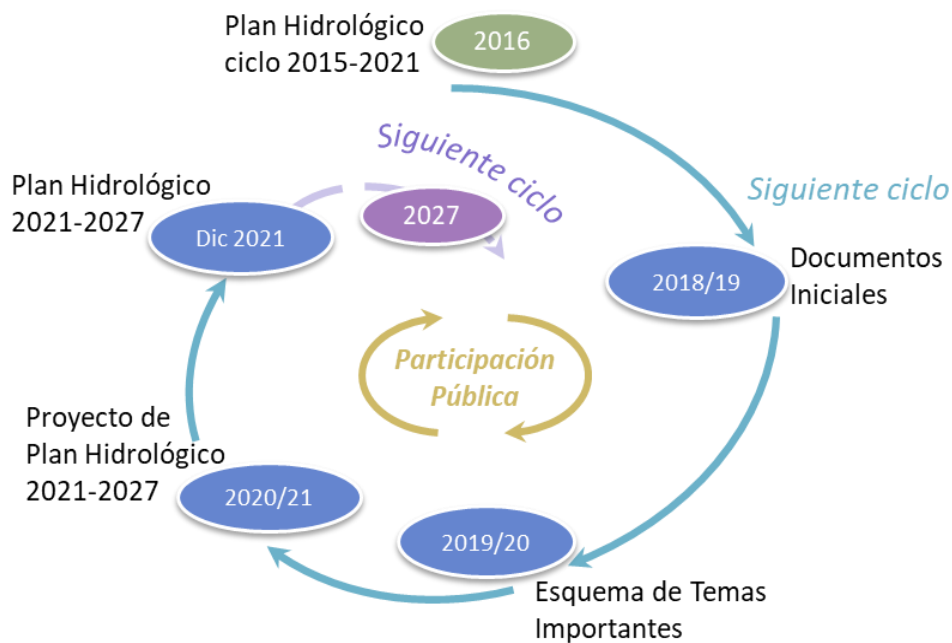 Plan Hidrológico
ciclo 2015-2021
2016
Siguiente ciclo
Siguiente ciclo
Plan Hidrológico
2021-2027
Dic 2021
2027
2018/19
Documentos
Iniciales
Participación
Pública
Proyecto de
Plan Hidrológico
2021-2027
2020/21
2019/20
Esquema de Temas
Importantes